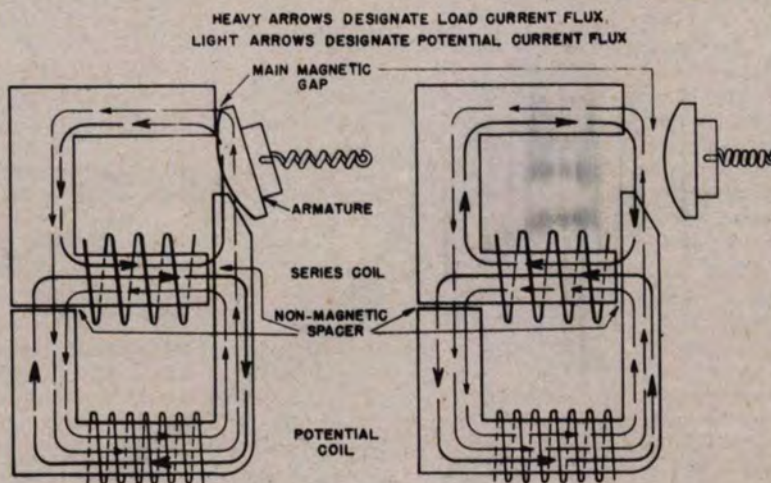 HEAVY ARROWS DESIGNATE LOAD CURRENT FLUX.
LIGHT ARROWS DESIGNATE POTENTIAL CURRENT FLUX
MAIN MAGNETIC
GAP
ARMATURE
SERIES COIL
NON-MAGNETIC
SPACER
POTENTIAL
COIL